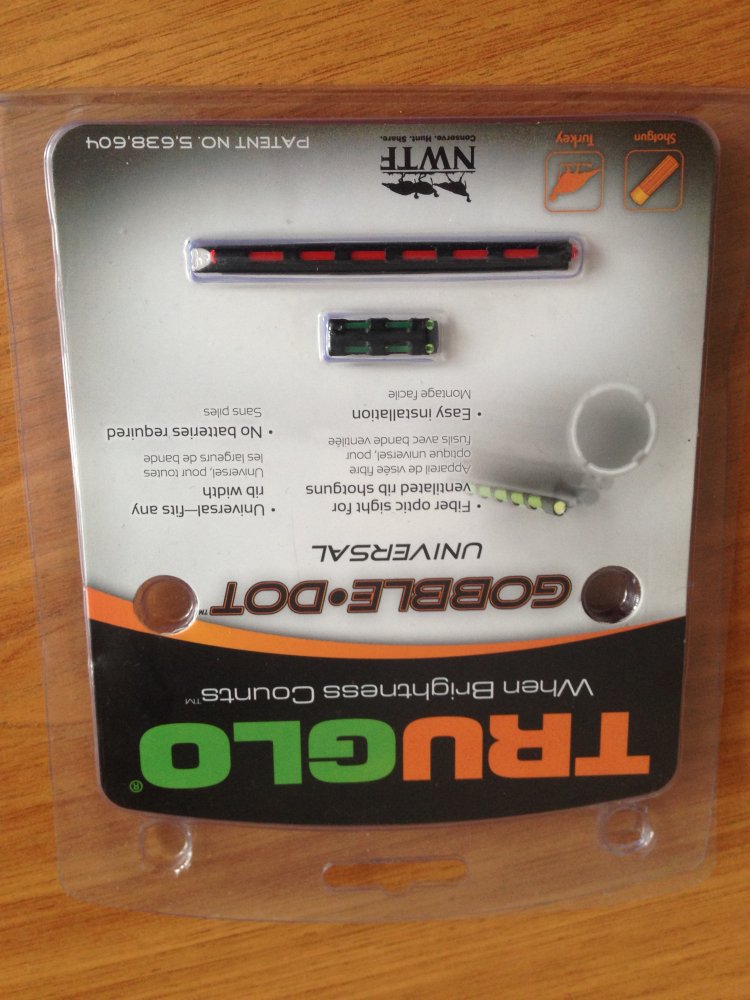 TRUGLO®
When Brightness Counts™
GOBBLE•DOT™
UNIVERSAL
• Fiber optic sight for
ventilated rib shotguns
Appareil de visée fibre
optique universel, pour
fusils avec bande ventilée
• Easy installation
Montage facile
• Universal—fits any
rib width
Universel, pour toutes
les largeurs de bande
• No batteries required
Sans piles
Shotgun
Turkey
NWTF
Conserve. Hunt. Share.
PATENT NO. 5,638,604